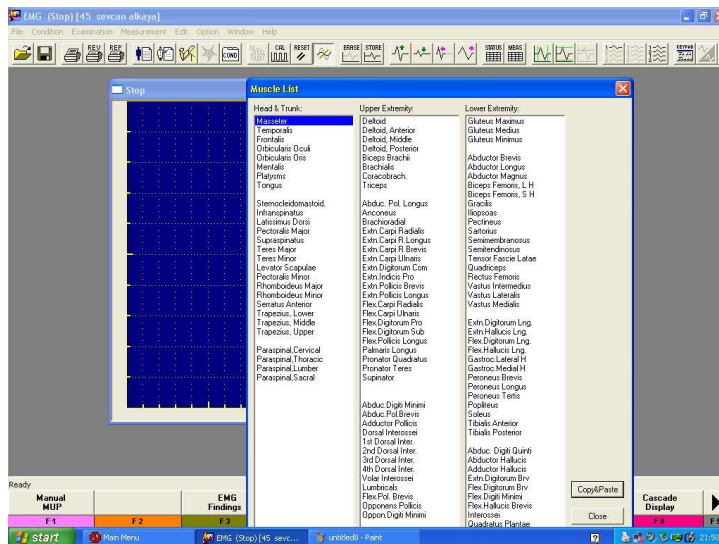 EMG (Stop) [45 sevcan alkaya]
File Condition Examination Measurement Edit Option Window Help
REV REP COND CAL RESET ERASE STORE STATUS MEAS KEYPAD
Stop
Muscle List
Head & Trunk:
Masseter
Temporalis
Frontalis
Orbicularis Oculi
Orbicularis Oris
Mentalis
Platysms
Tongus
Sternocleidomastoid.
Infranspinatus
Latissimus Dorsi
Pectoralis Major
Supraspinatus
Teres Major
Teres Minor
Levator Scapulae
Pectoralis Minor
Rhomboideus Major
Rhomboideus Minor
Serratus Anterior
Trapezius, Lower
Trapezius, Middle
Trapezius, Upper
Paraspinal,Cervical
Paraspinal,Thoracic
Paraspinal,Lumber
Paraspinal,Sacral
Upper Extremity:
Deltoid
Deltoid, Anterior
Deltoid, Middle
Deltoid, Posterior
Biceps Brachii
Brachialis
Coracobrach.
Triceps
Abduc. Pol. Longus
Anconeus
Brachioradial
Extn.Carpi Radialis
Extn.Carpi R.Longus
Extn.Carpi R.Brevis
Extn.Carpi Ulnaris
Extn.Digitorum Com
Extn.Indicis Pro
Extn.Pollicis Brevis
Extn.Pollicis Longus
Flex.Carpi Radialis
Flex.Carpi Ulnaris
Flex.Digitorum Pro
Flex.Digitorum Sub
Flex.Pollicis Longus
Palmaris Longus
Pronator Quadratus
Pronator Teres
Supinator
Abduc.Digiti Minimi
Abduc.Pol.Brevis
Adductor Pollicis
Dorsal Interossei
1st Dorsal Inter.
2nd Dorsal Inter.
3rd Dorsal Inter.
4th Dorsal Inter.
Volar Interossei
Lumbricals
Flex.Pol. Brevis
Opponens Pollicis
Oppon.Digiti Minimi
Lower Extremity:
Gluteus Maximus
Gluteus Medius
Gluteus Minimus
Abductor Brevis
Abductor Longus
Abductor Magnus
Biceps Femoris, L H
Biceps Femoris, S H
Gracilis
Iliopsoas
Pectineus
Sartorius
Semimembranosus
Semitendinosus
Tensor Fascie Latae
Quadriceps
Rectus Femoris
Vastus Intermedius
Vastus Lateralis
Vastus Medialis
Extn.Digitorum Lng.
Extn.Hallucis Lng.
Flex.Digitorum Lng.
Flex.Hallucis Lng.
Gastroc.Lateral H
Gastroc.Medial H
Peroneus Brevis
Peroneus Longus
Peroneus Tertis
Popliteus
Soleus
Tibialis Anterior
Tibialis Posterior
Abduc. Digiti Quinti
Abductor Hallucis
Adductor Hallucis
Extn.Digitorum Brv
Flex.Digitorum Brv
Flex.Digiti Minimi
Flex.Hallucis Brevis
Interossei
Quadratus Plantae
Copy&Paste
Close
Ready
Manual MUP
EMG Findings
Cascade Display
F1 F2 F3 F8
start
Main Menu
EMG (Stop) [45 sevc...
untitled8 - Paint
21:50